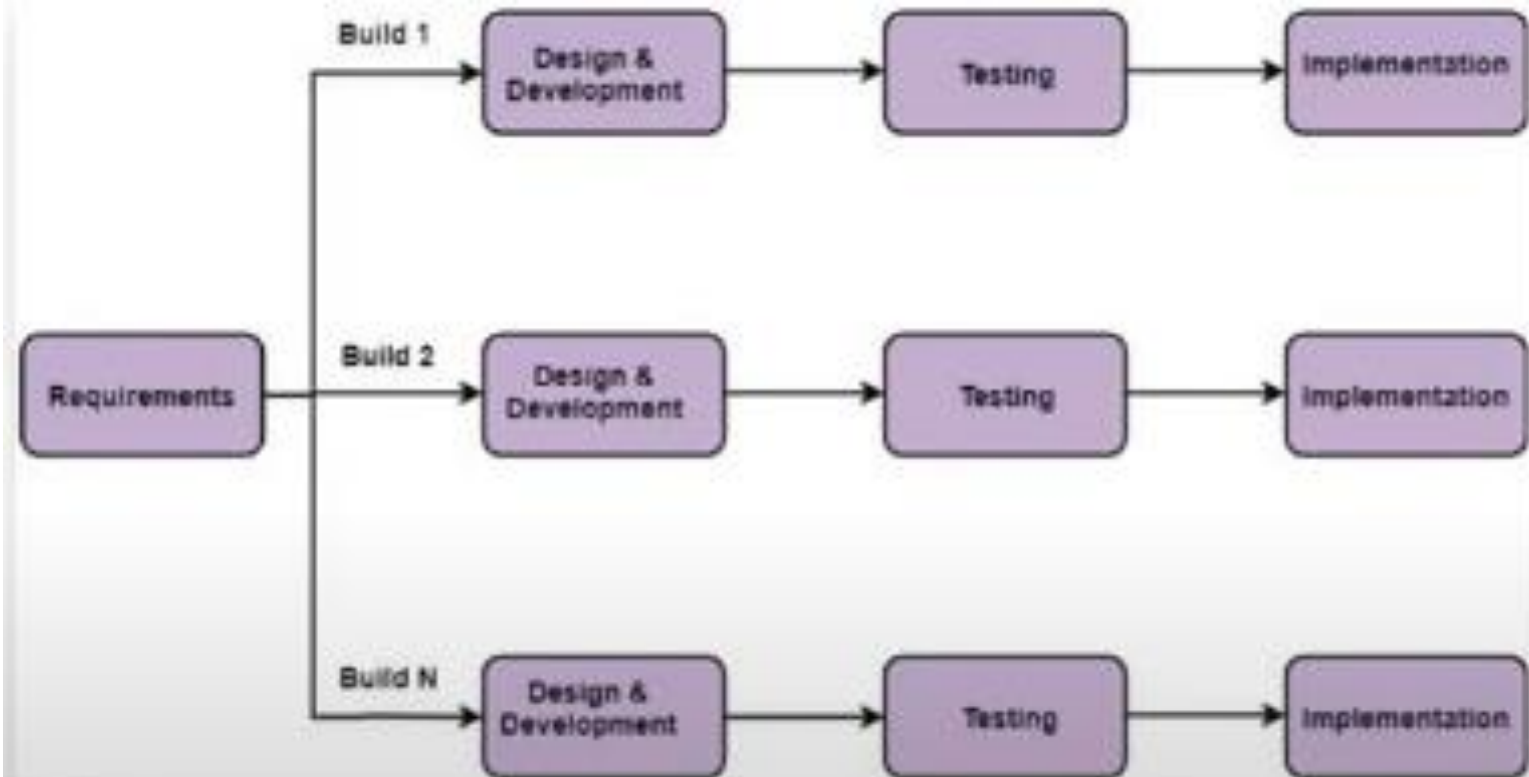 Build 1
Design &
Development
Testing
Implementation
Requirements
Build 2
Design &
Development
Testing
Implementation
Build N
Design &
Development
Testing
Implementation